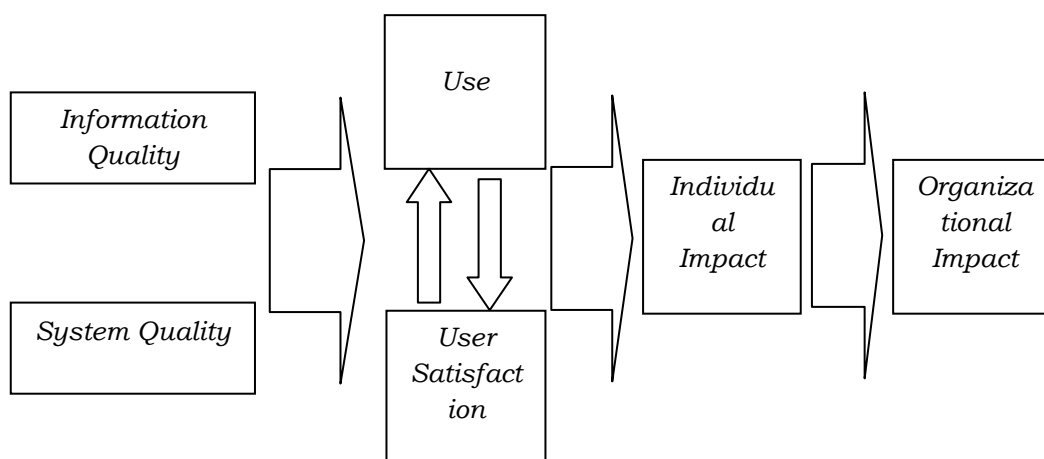 Use
Information
Quality
Individu
al
Impact
Organiza
tional
Impact
System Quality
User
Satisfact
ion